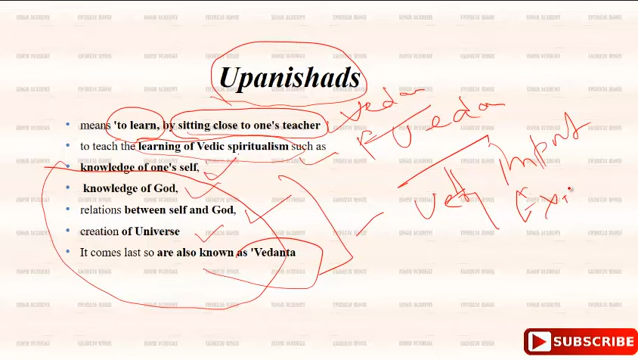 Upanishads
means 'to learn, by sitting close to one's teacher
to teach the learning of Vedic spiritualism such as
knowledge of one's self,
knowledge of God,
relations between self and God,
creation of Universe
It comes last so are also known as 'Vedanta
Veda
Veda
Very Impnt
SUBSCRIBE